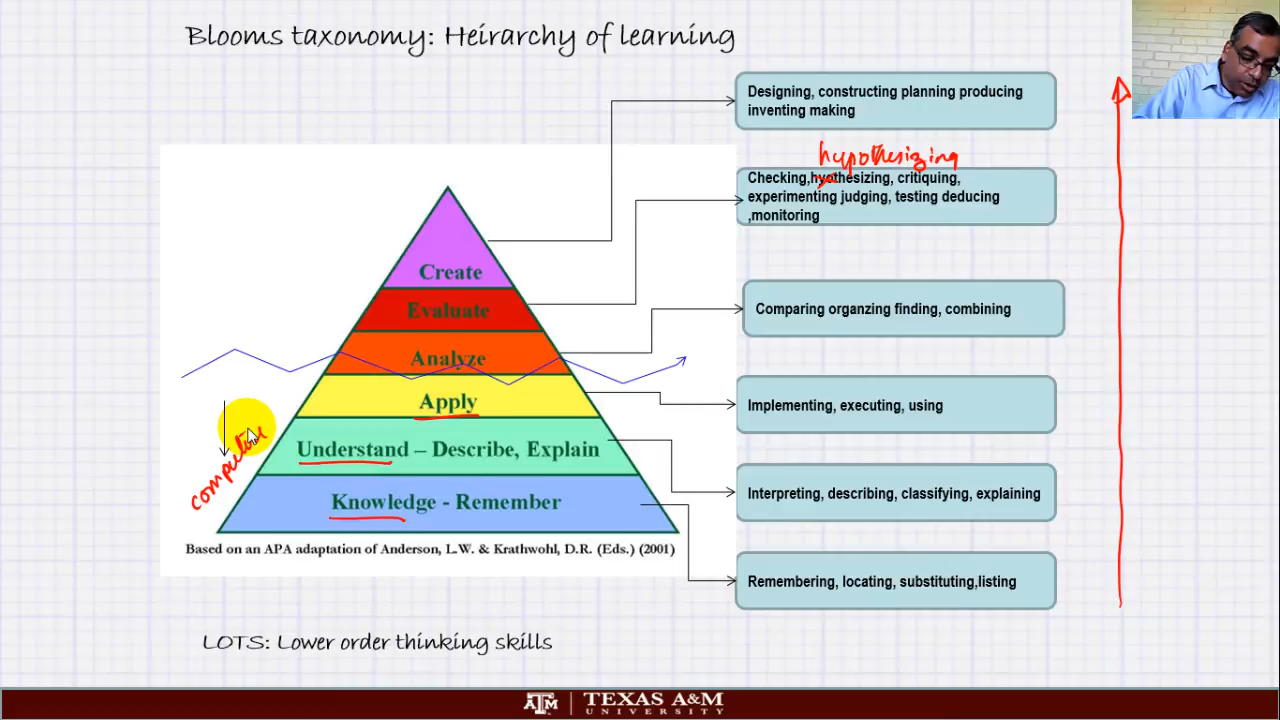 Blooms taxonomy: Heirarchy of learning
Designing, constructing planning producing
inventing making
hypothesizing
Checking,hyothesizing, critiquing,
experimenting judging, testing deducing
,monitoring
Create
Evaluate
Comparing organzing finding, combining
Analyze
Apply
Implementing, executing, using
Understand – Describe, Explain
Interpreting, describing, classifying, explaining
Knowledge - Remember
Based on an APA adaptation of Anderson, L.W. & Krathwohl, D.R. (Eds.) (2001)
Remembering, locating, substituting,listing
LOTS: Lower order thinking skills
ATM
TEXAS A&M
UNIVERSITY